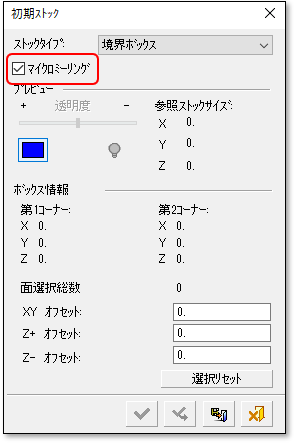 初期ストック
ストックタイプ: 境界ボックス
マイクロミーリング
プレビュー
+ 透明度 - 参照ストックサイズ:
X 0.
Y 0.
Z 0.
ボックス情報
第1コーナー: 第2コーナー:
X 0. X 0.
Y 0. Y 0.
Z 0. Z 0.
面選択総数 0
XY オフセット: 0.
Z+ オフセット: 0.
Z- オフセット: 0.
選択リセット